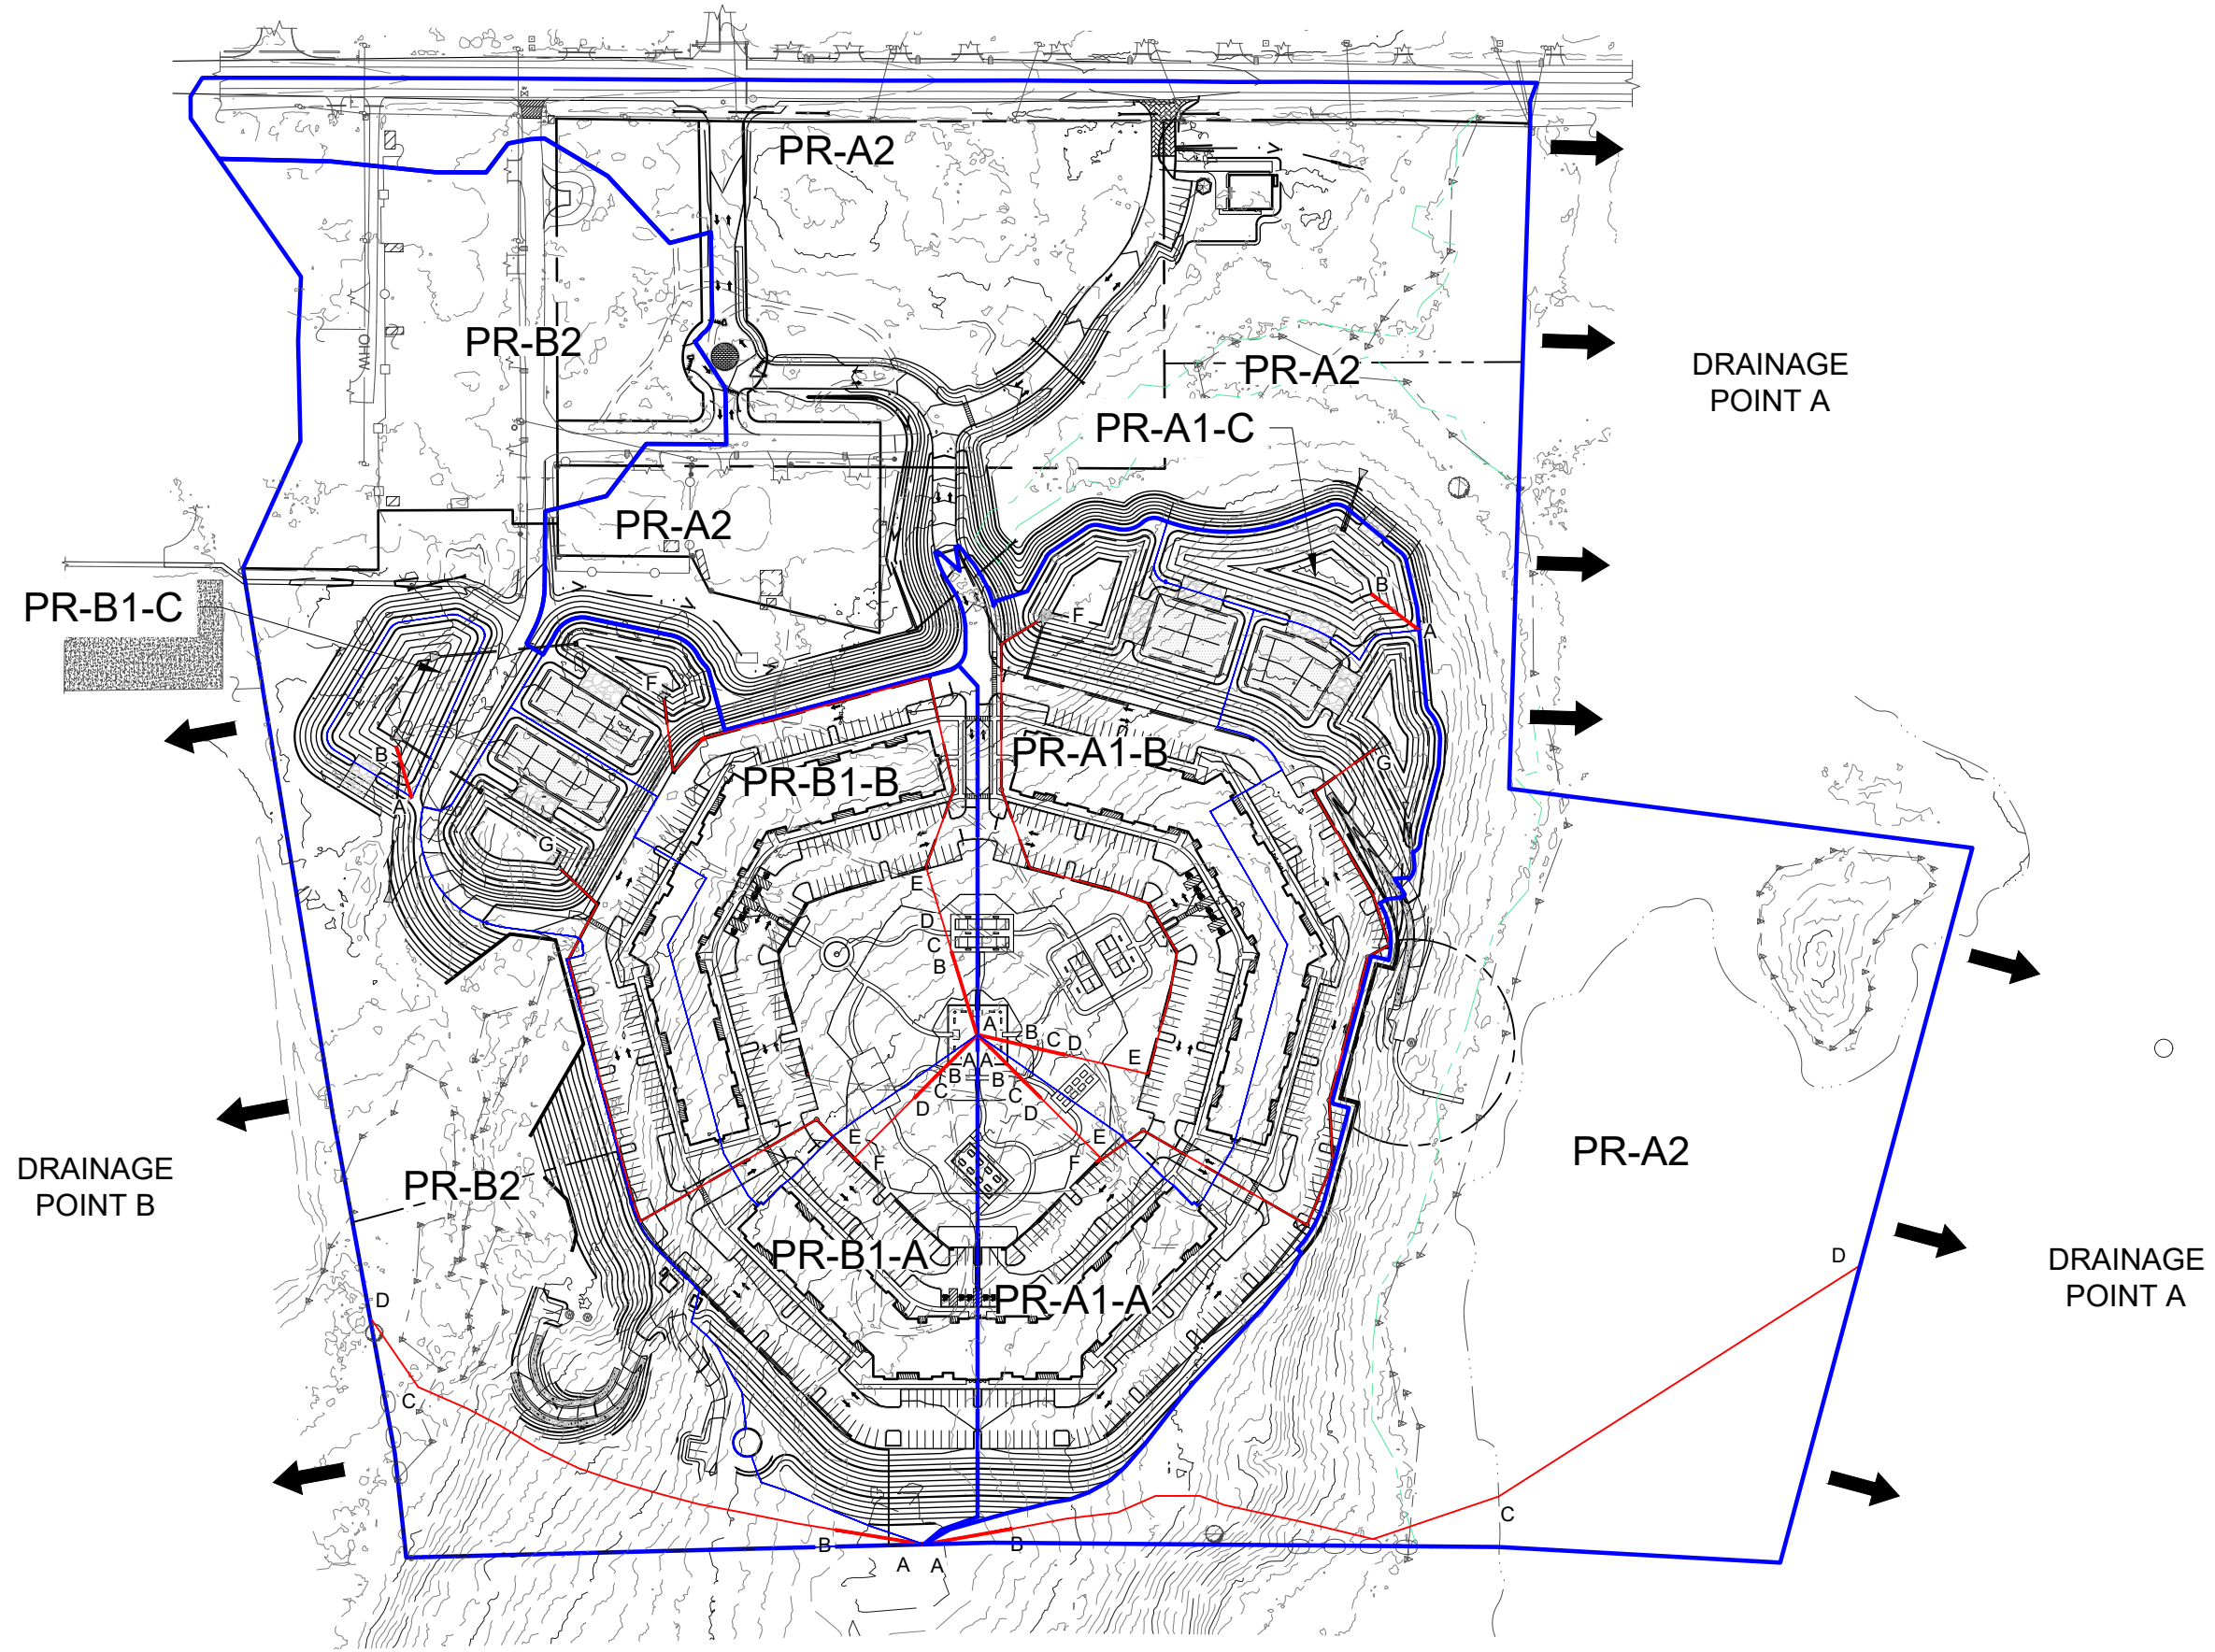 PR-A2
PR-B2
PR-A2
DRAINAGE
POINT A
OHW
PR-A1-C
PR-A2
PR-B1-C
B
A
F
F
PR-A1-B
PR-B1-B
B
A
G
G
E
D
C
B
A
B
C
D
E
A
A
B
B
C
C
D
D
E
E
F
F
PR-A2
DRAINAGE
POINT B
PR-B2
PR-B1-A
PR-A1-A
DRAINAGE
POINT A
D
D
C
C
B
B
A
A